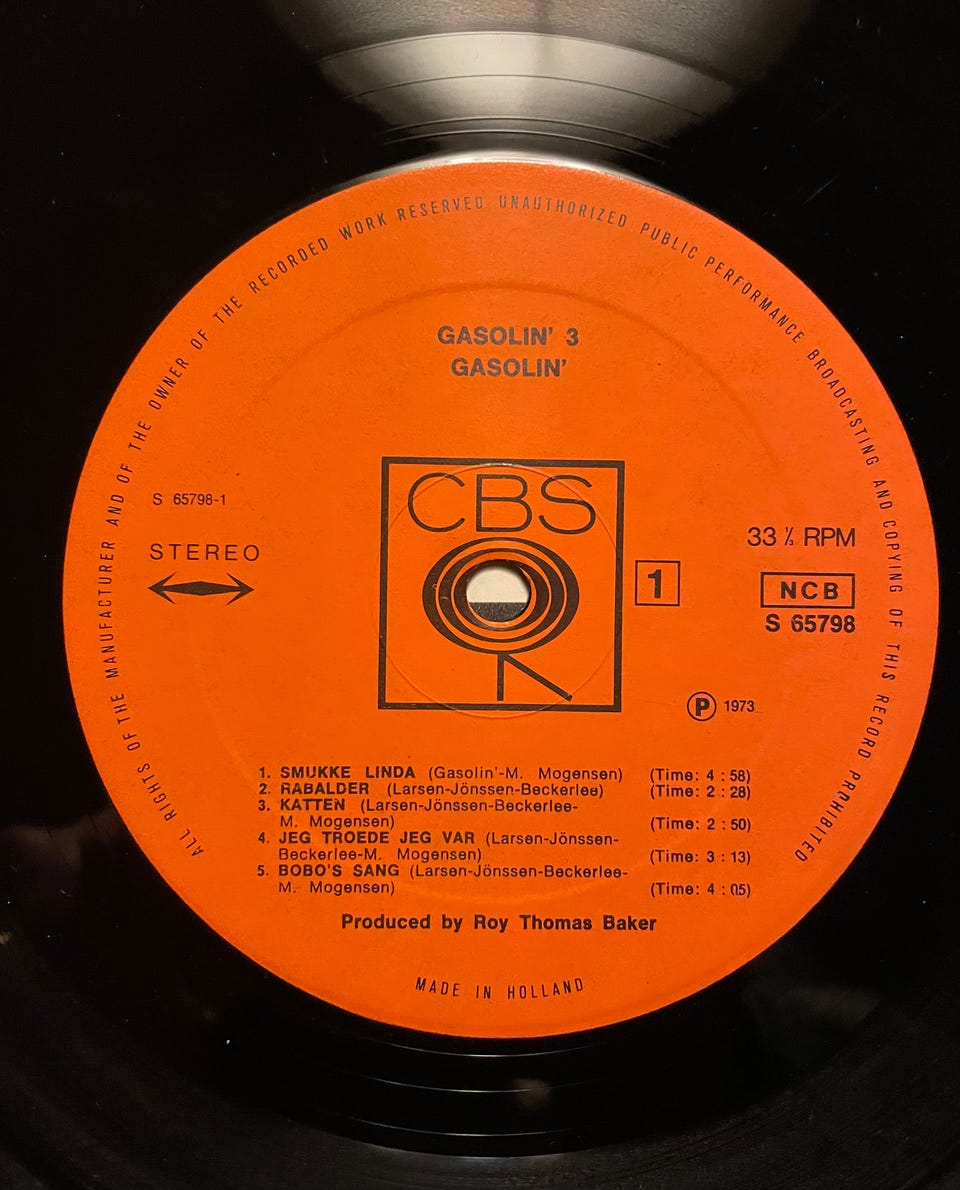 ALL RIGHTS OF THE MANUFACTURER AND OF THE OWNER OF THE RECORDED WORK RESERVED UNAUTHORIZED PUBLIC PERFORMANCE BROADCASTING AND COPYING OF THIS RECORD PROHIBITED
GASOLIN' 3
GASOLIN'
CBS
S 65798-1
STEREO
1
33 ⅓ RPM
NCB
S 65798
Ⓟ 1973
1. SMUKKE LINDA (Gasolin'-M. Mogensen) (Time: 4 : 58)
2. RABALDER (Larsen-Jönssen-Beckerlee) (Time: 2 : 28)
3. KATTEN (Larsen-Jönssen-Beckerlee-
M. Mogensen) (Time: 2 : 50)
4. JEG TROEDE JEG VAR (Larsen-Jönssen-
Beckerlee-M. Mogensen) (Time: 3 : 13)
5. BOBO'S SANG (Larsen-Jönssen-Beckerlee-
M. Mogensen) (Time: 4 : 05)
Produced by Roy Thomas Baker
MADE IN HOLLAND